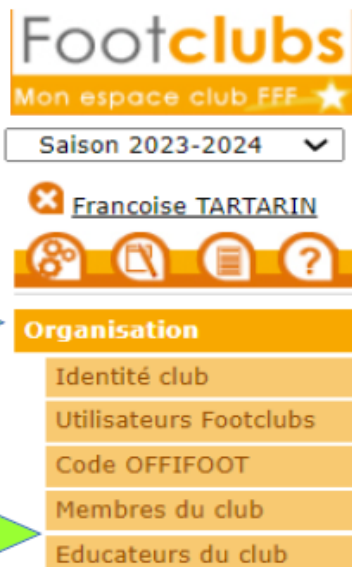 Footclubs
Mon espace club FFF
Saison 2023-2024
Francoise TARTARIN
?
Organisation
Identité club
Utilisateurs Footclubs
Code OFFIFOOT
Membres du club
Educateurs du club